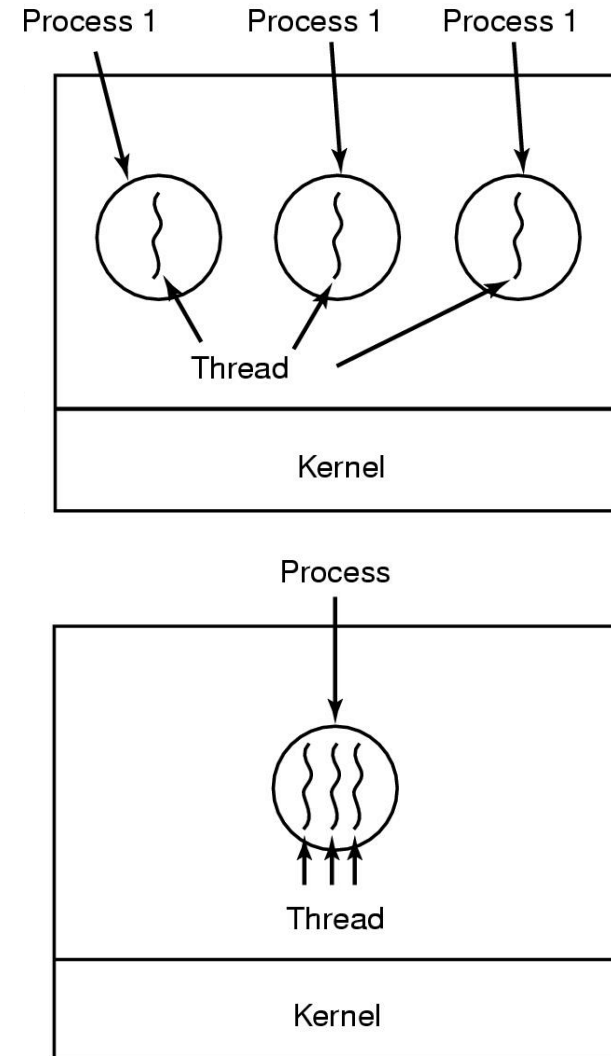 Process 1 Process 1 Process 1
Thread
Kernel
Process
Thread
Kernel